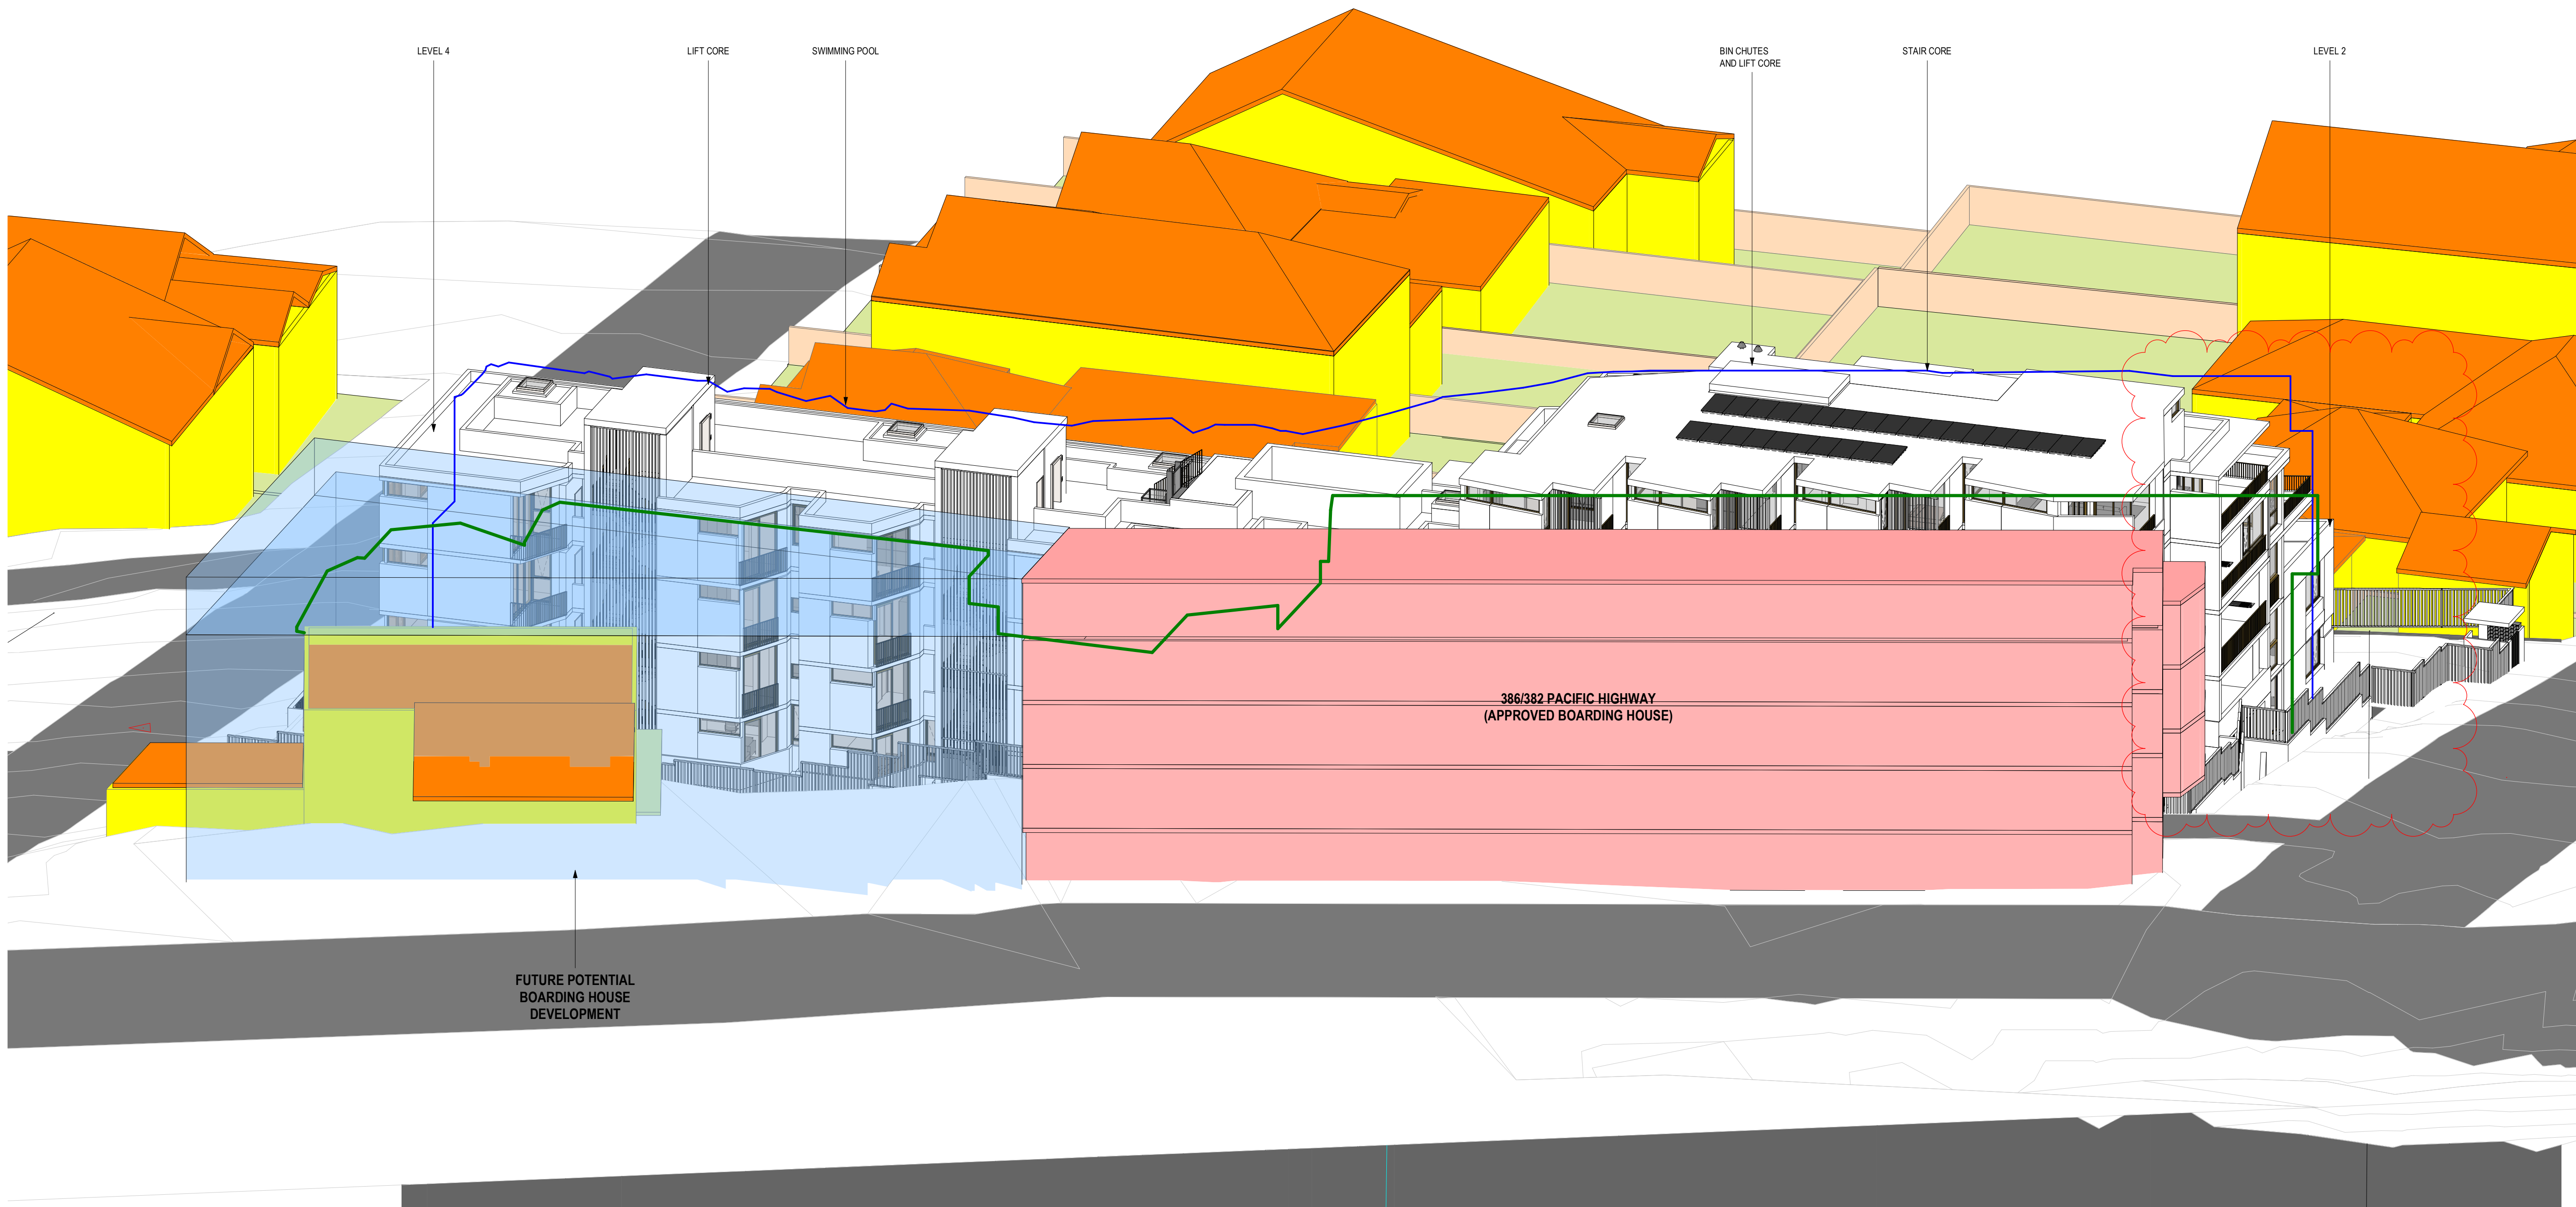 LEVEL 4
LIFT CORE
SWIMMING POOL
BIN CHUTES
AND LIFT CORE
STAIR CORE
LEVEL 2
386/382 PACIFIC HIGHWAY
(APPROVED BOARDING HOUSE)
FUTURE POTENTIAL
BOARDING HOUSE
DEVELOPMENT